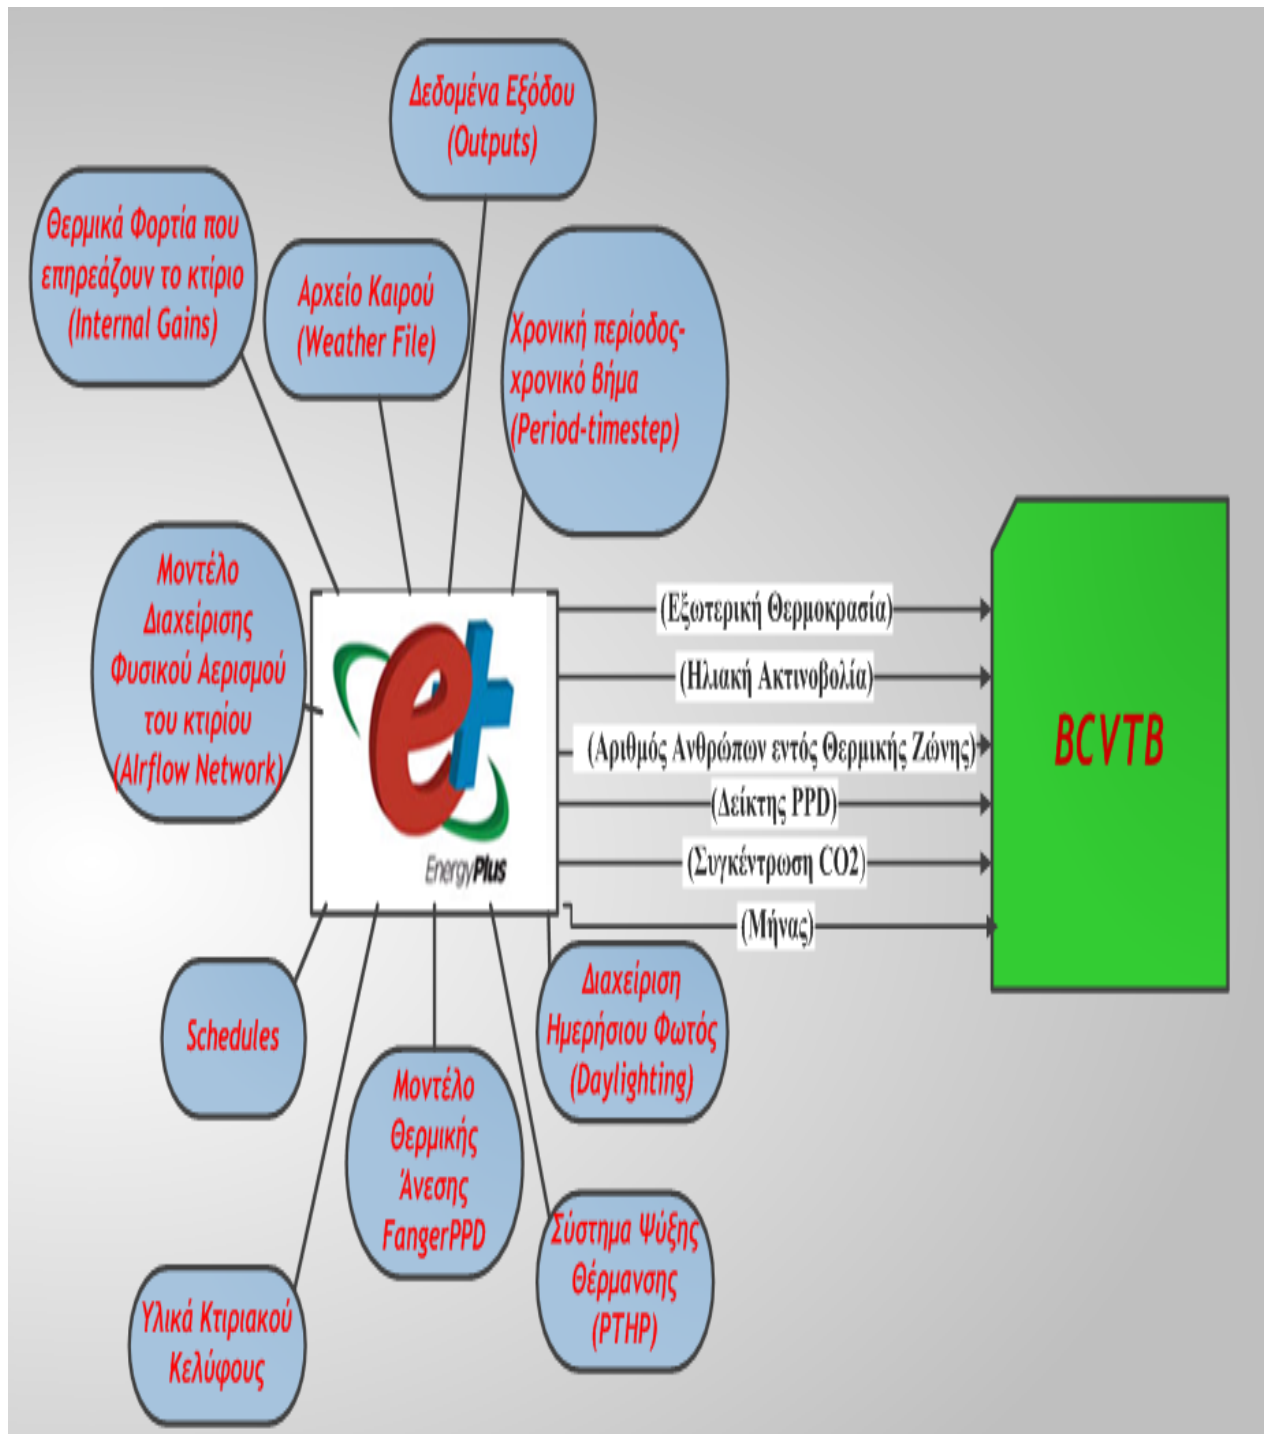 Δεδομένα Εξόδου
(Outputs)
Θερμικά Φορτία που
επηρεάζουν το κτίριο
(Internal Gains)
Αρχείο Καιρού
(Weather File)
Χρονική περίοδος-
χρονικό βήμα
(Period-timestep)
Μοντέλο
Διαχείρισης
Φυσικού Αερισμού
του κτιρίου
(AIrflow Network)
e+
EnergyPlus
(Εξωτερική Θερμοκρασία)
(Ηλιακή Ακτινοβολία)
(Αριθμός Ανθρώπων εντός Θερμικής Ζώνης)
(Δείκτης PPD)
(Συγκέντρωση CO2)
(Μήνας)
BCVTB
Schedules
Μοντέλο
Θερμικής
Άνεσης
FangerPPD
Διαχείριση
Ημερήσιου Φωτός
(Daylighting)
Σύστημα Ψύξης
Θέρμανσης
(PTHP)
Υλικά Κτιριακού
Κελύφους